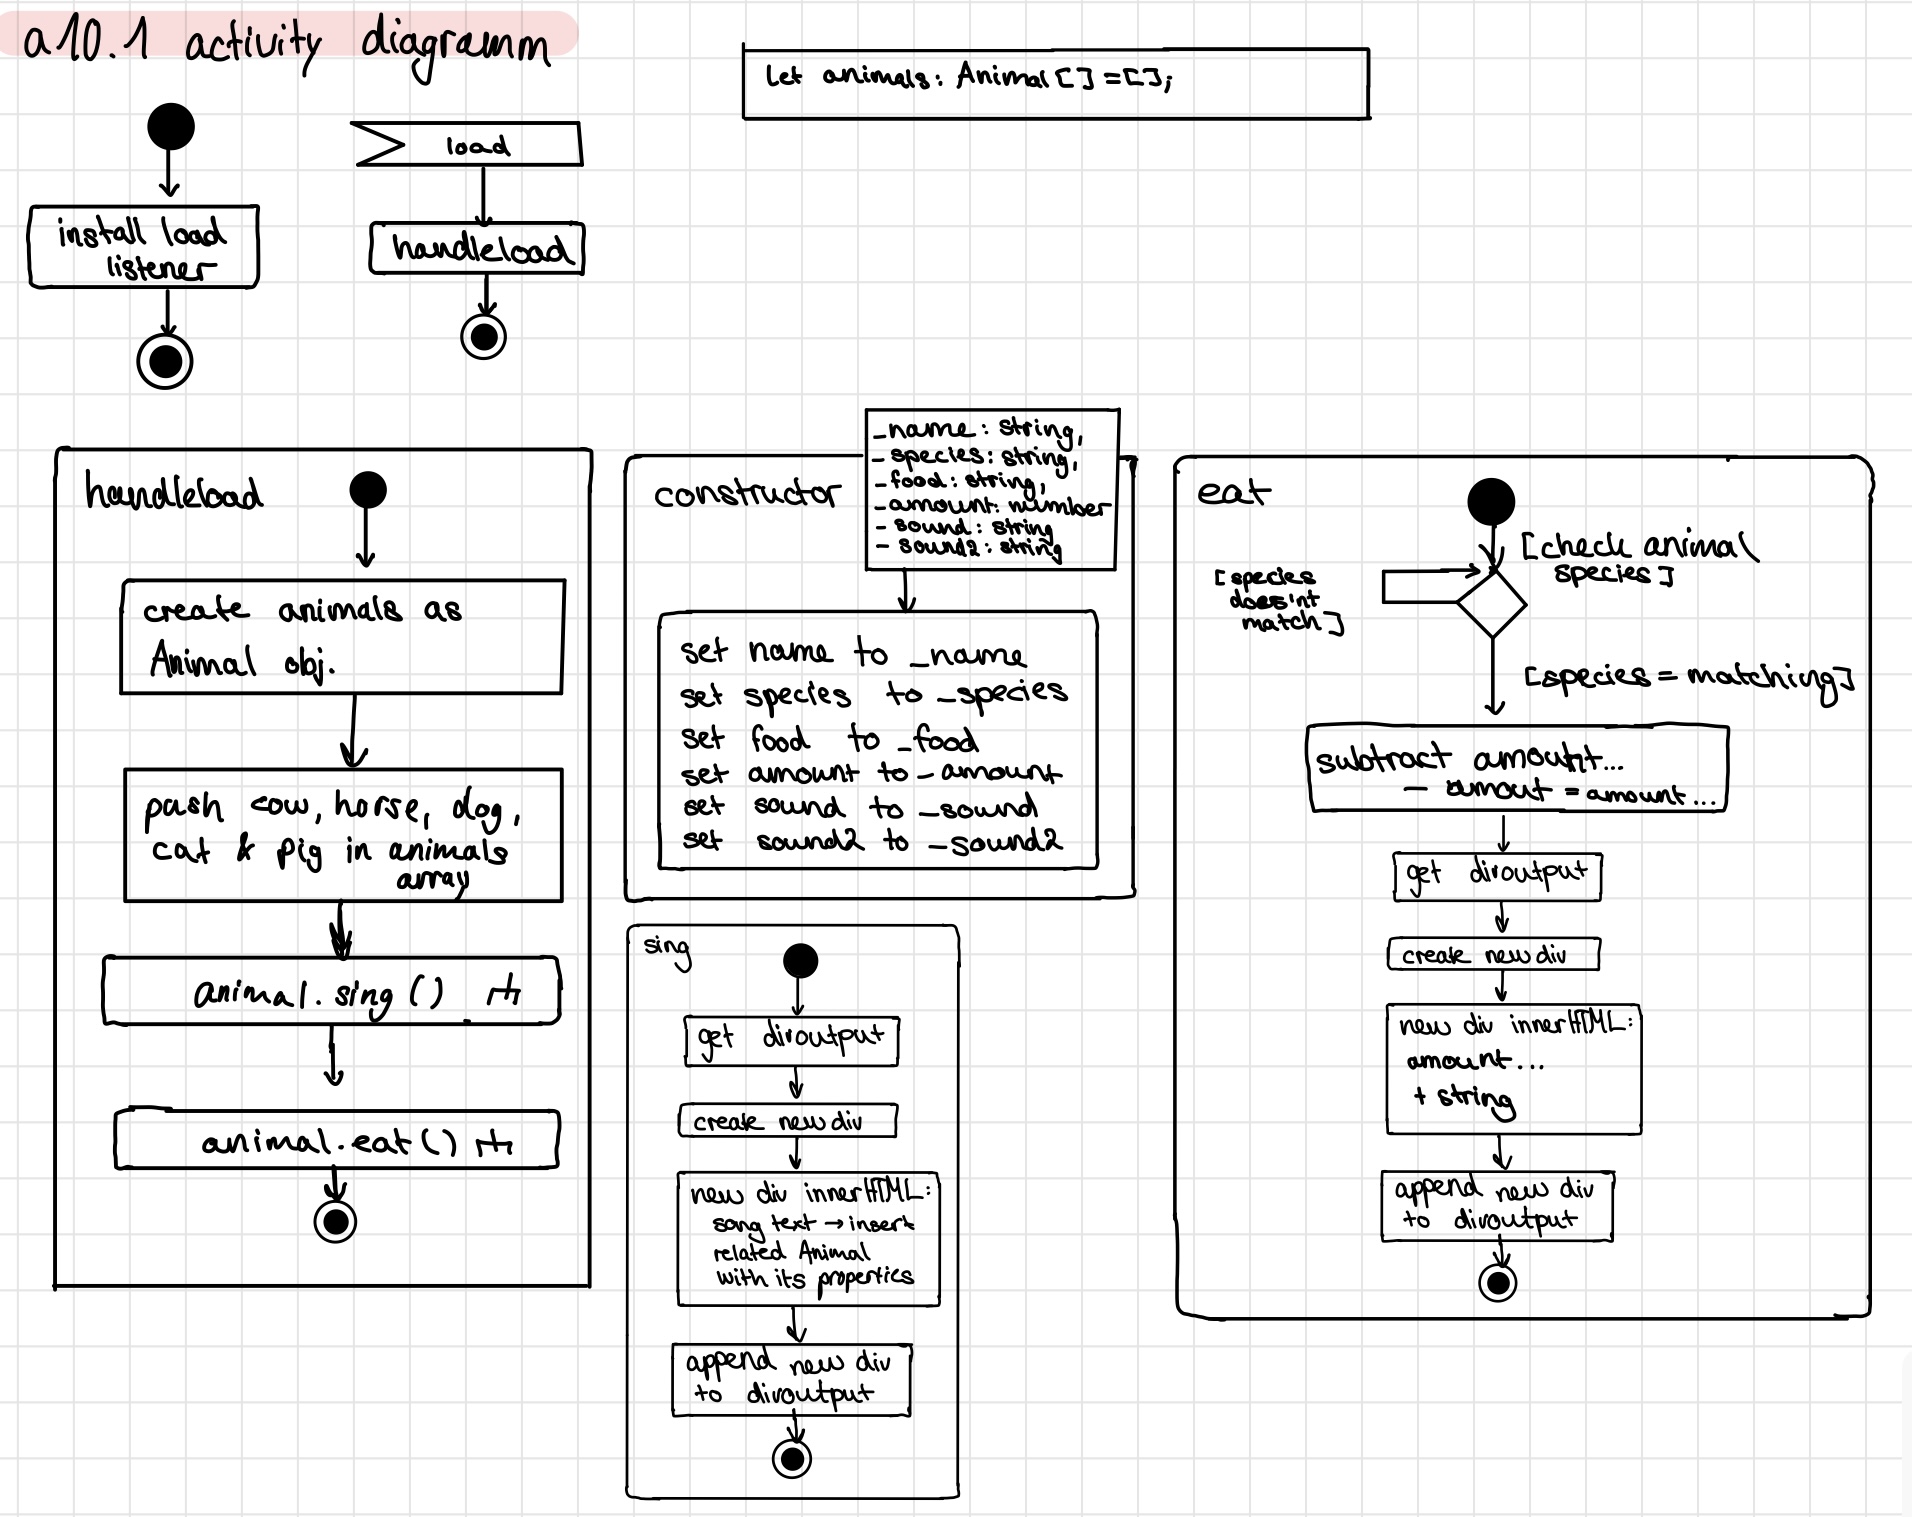 a10.1 activity diagramm
Let animals: Animal[] =[];
install load
listener
load
handleload
handleload
create animals as
Animal obj.
push cow, horse, dog,
cat & pig in animals
array
animal.sing()
animal.eat()
constructor
_name: string,
_species: string,
_food: string,
_amount: number
_sound: string
_sound2: string
set name to _name
set species to _species
set food to _food
set amount to _amount
set sound to _sound
set sound2 to _sound2
sing
get divoutput
create new div
new div innerHTML:
song text → insert
related Animal
with its properties
append new div
to divoutput
eat
[check animal
species]
[species
does'nt
match]
[species = matching]
subtract amount...
- amout = amount...
get divoutput
create new div
new div innerHTML:
amount...
+ string
append new div
to divoutput